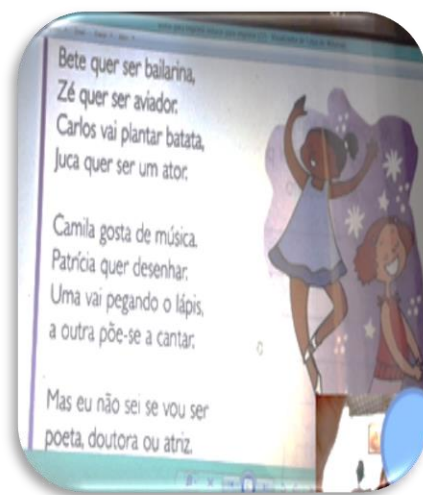 Bete quer ser bailarina,
Zé quer ser aviador.
Carlos vai plantar batata,
Juca quer ser um ator.
Camila gosta de música.
Patrícia quer desenhar.
Uma vai pegando o lápis,
a outra põe-se a cantar.
Mas eu não sei se vou ser
poeta, doutora ou atriz.